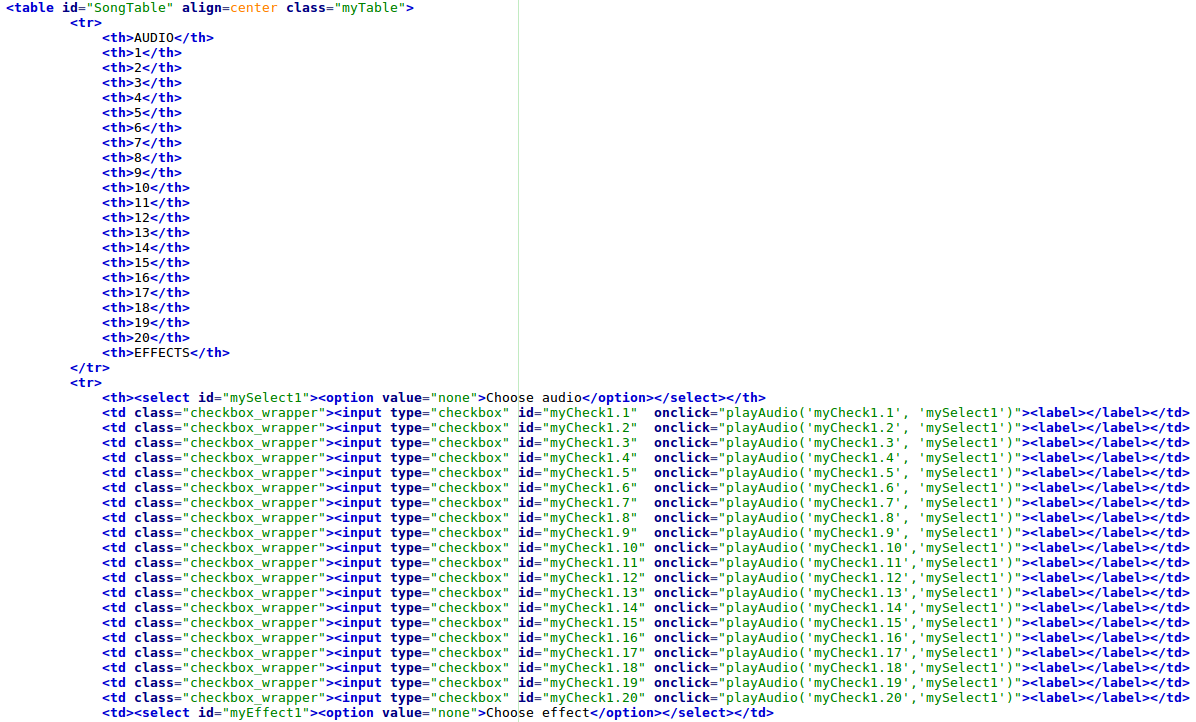 <table id="SongTable" align=center class="myTable">
<tr>
<th>AUDIO</th>
<th>1</th>
<th>2</th>
<th>3</th>
<th>4</th>
<th>5</th>
<th>6</th>
<th>7</th>
<th>8</th>
<th>9</th>
<th>10</th>
<th>11</th>
<th>12</th>
<th>13</th>
<th>14</th>
<th>15</th>
<th>16</th>
<th>17</th>
<th>18</th>
<th>19</th>
<th>20</th>
<th>EFFECTS</th>
</tr>
<tr>
<th><select id="mySelect1"><option value="none">Choose audio</option></select></th>
<td class="checkbox_wrapper"><input type="checkbox" id="myCheck1.1"  onclick="playAudio('myCheck1.1', 'mySelect1')"><label></label></td>
<td class="checkbox_wrapper"><input type="checkbox" id="myCheck1.2"  onclick="playAudio('myCheck1.2', 'mySelect1')"><label></label></td>
<td class="checkbox_wrapper"><input type="checkbox" id="myCheck1.3"  onclick="playAudio('myCheck1.3', 'mySelect1')"><label></label></td>
<td class="checkbox_wrapper"><input type="checkbox" id="myCheck1.4"  onclick="playAudio('myCheck1.4', 'mySelect1')"><label></label></td>
<td class="checkbox_wrapper"><input type="checkbox" id="myCheck1.5"  onclick="playAudio('myCheck1.5', 'mySelect1')"><label></label></td>
<td class="checkbox_wrapper"><input type="checkbox" id="myCheck1.6"  onclick="playAudio('myCheck1.6', 'mySelect1')"><label></label></td>
<td class="checkbox_wrapper"><input type="checkbox" id="myCheck1.7"  onclick="playAudio('myCheck1.7', 'mySelect1')"><label></label></td>
<td class="checkbox_wrapper"><input type="checkbox" id="myCheck1.8"  onclick="playAudio('myCheck1.8', 'mySelect1')"><label></label></td>
<td class="checkbox_wrapper"><input type="checkbox" id="myCheck1.9"  onclick="playAudio('myCheck1.9', 'mySelect1')"><label></label></td>
<td class="checkbox_wrapper"><input type="checkbox" id="myCheck1.10" onclick="playAudio('myCheck1.10','mySelect1')"><label></label></td>
<td class="checkbox_wrapper"><input type="checkbox" id="myCheck1.11" onclick="playAudio('myCheck1.11','mySelect1')"><label></label></td>
<td class="checkbox_wrapper"><input type="checkbox" id="myCheck1.12" onclick="playAudio('myCheck1.12','mySelect1')"><label></label></td>
<td class="checkbox_wrapper"><input type="checkbox" id="myCheck1.13" onclick="playAudio('myCheck1.13','mySelect1')"><label></label></td>
<td class="checkbox_wrapper"><input type="checkbox" id="myCheck1.14" onclick="playAudio('myCheck1.14','mySelect1')"><label></label></td>
<td class="checkbox_wrapper"><input type="checkbox" id="myCheck1.15" onclick="playAudio('myCheck1.15','mySelect1')"><label></label></td>
<td class="checkbox_wrapper"><input type="checkbox" id="myCheck1.16" onclick="playAudio('myCheck1.16','mySelect1')"><label></label></td>
<td class="checkbox_wrapper"><input type="checkbox" id="myCheck1.17" onclick="playAudio('myCheck1.17','mySelect1')"><label></label></td>
<td class="checkbox_wrapper"><input type="checkbox" id="myCheck1.18" onclick="playAudio('myCheck1.18','mySelect1')"><label></label></td>
<td class="checkbox_wrapper"><input type="checkbox" id="myCheck1.19" onclick="playAudio('myCheck1.19','mySelect1')"><label></label></td>
<td class="checkbox_wrapper"><input type="checkbox" id="myCheck1.20" onclick="playAudio('myCheck1.20','mySelect1')"><label></label></td>
<td><select id="myEffect1"><option value="none">Choose effect</option></select></td>